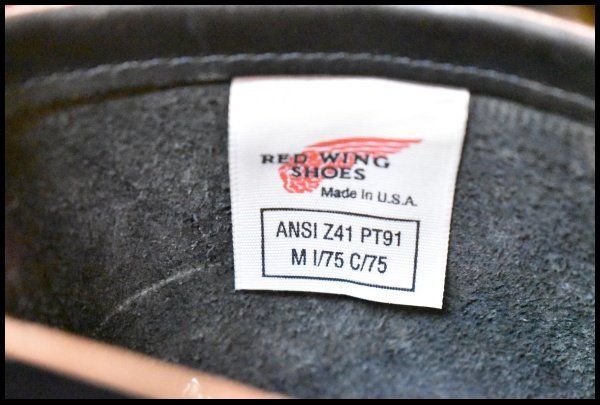 RED WING
SHOES
Made In U.S.A.
ANSI Z41 PT91
M I/75 C/75